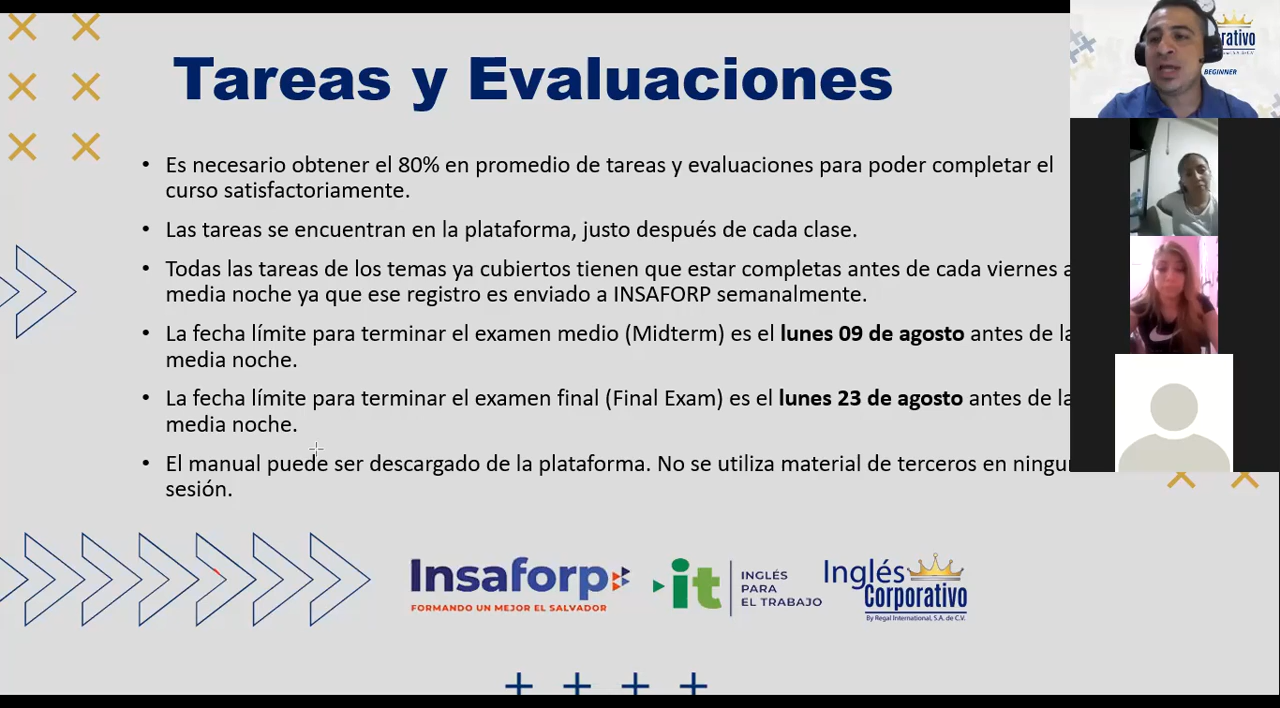 Tareas y Evaluaciones
• Es necesario obtener el 80% en promedio de tareas y evaluaciones para poder completar el
curso satisfactoriamente.
• Las tareas se encuentran en la plataforma, justo después de cada clase.
• Todas las tareas de los temas ya cubiertos tienen que estar completas antes de cada viernes a
media noche ya que ese registro es enviado a INSAFORP semanalmente.
• La fecha límite para terminar el examen medio (Midterm) es el lunes 09 de agosto antes de la
media noche.
• La fecha límite para terminar el examen final (Final Exam) es el lunes 23 de agosto antes de la
media noche.
• El manual puede ser descargado de la plataforma. No se utiliza material de terceros en
sesión.
Insaforp
FORMANDO UN MEJOR EL SALVADOR
it
INGLÉS
PARA
EL TRABAJO
Inglés
Corporativo
By Regal International, S.A. de C.V.
BEGINNER